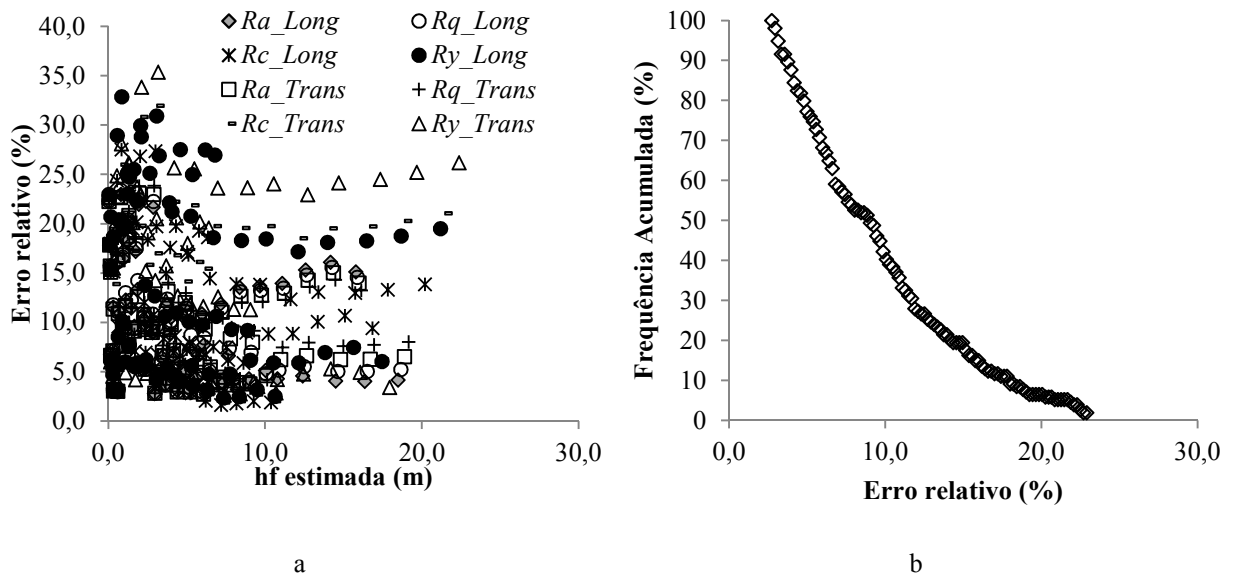 Ra_Long Rq_Long
Rc_Long Ry_Long
Ra_Trans Rq_Trans
Rc_Trans Ry_Trans
Erro relativo (%)
40,0
35,0
30,0
25,0
20,0
15,0
10,0
5,0
0,0
0,0 10,0 20,0 30,0
hf estimada (m)
a
Frequência Acumulada (%)
100
90
80
70
60
50
40
30
20
10
0
0,0 10,0 20,0 30,0
Erro relativo (%)
b